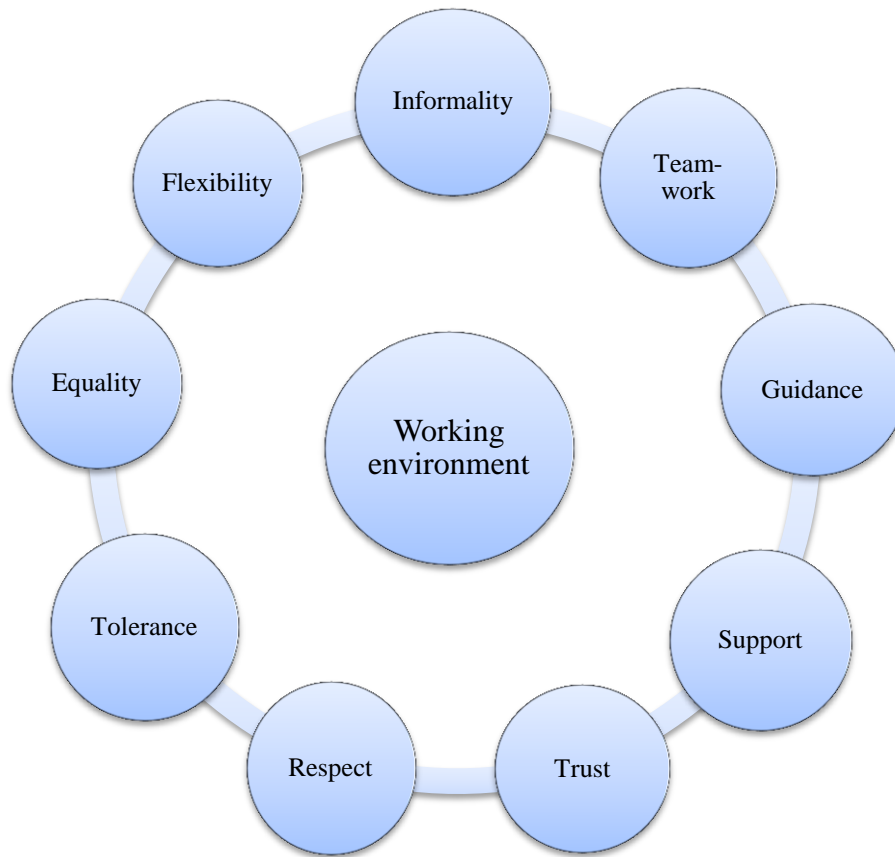 Informality
Team-
work
Guidance
Support
Trust
Respect
Tolerance
Equality
Flexibility
Working
environment